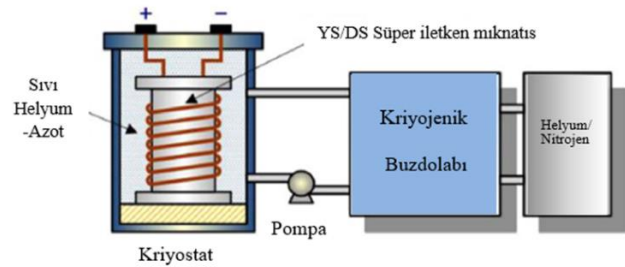 + −
YS/DS Süper iletken mıknatıs
Sıvı
Helyum
-Azot
Kriyojenik
Buzdolabı
Helyum/
Nitrojen
Pompa
Kriyostat